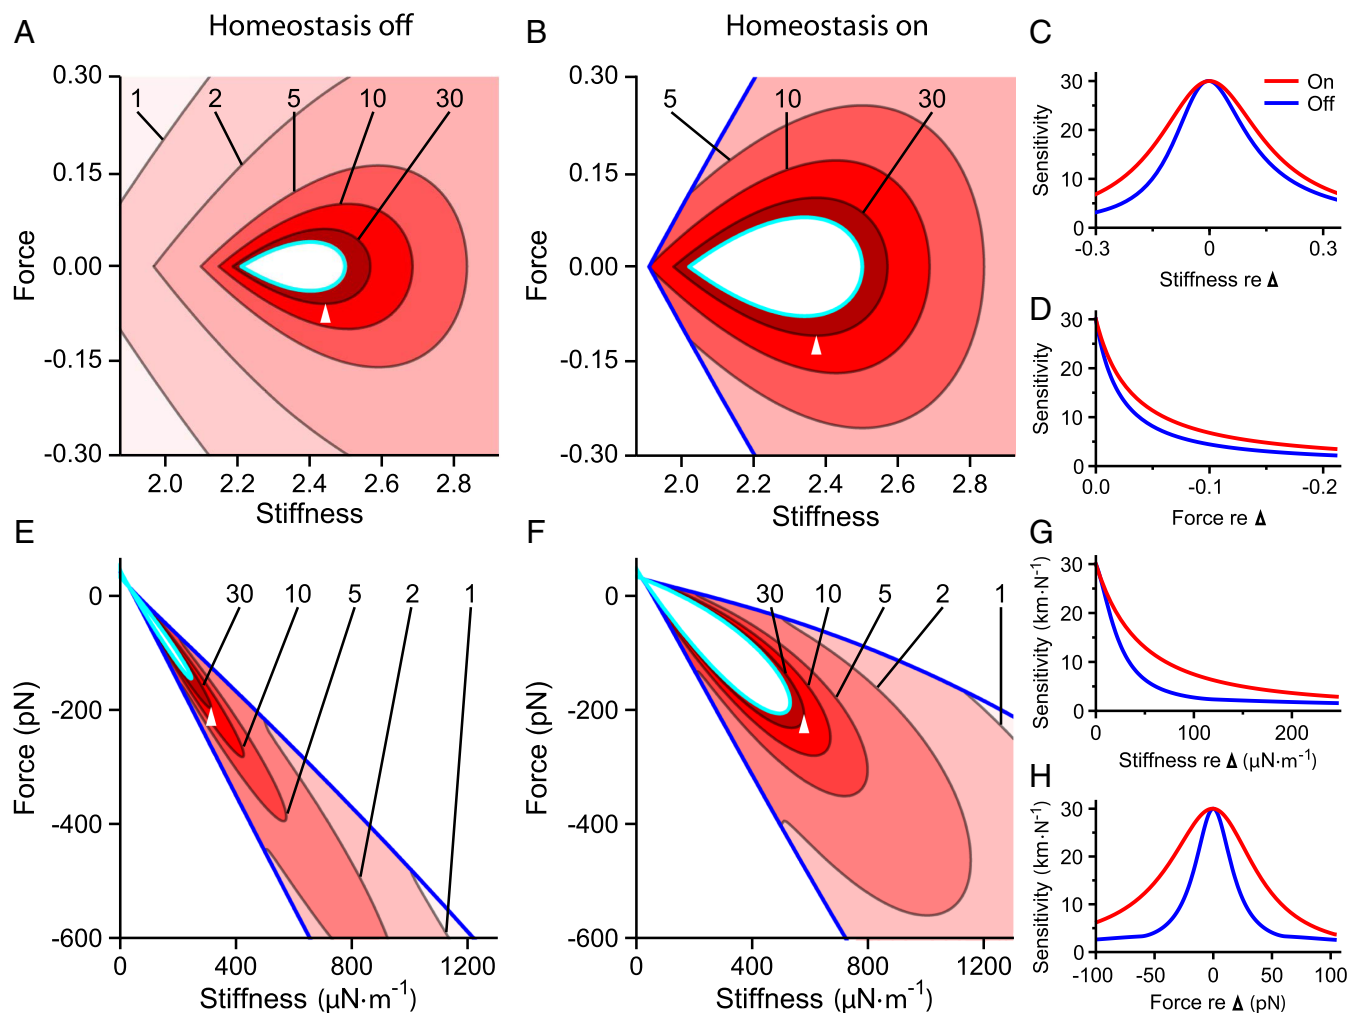 A
Homeostasis off
0.30
0.15
0.00
-0.15
-0.30
Force
1 2 5 10 30
2.0 2.2 2.4 2.6 2.8
Stiffness
B
Homeostasis on
0.30
0.15
0.00
-0.15
-0.30
Force
5 10 30
2.0 2.2 2.4 2.6 2.8
Stiffness
C
30
20
10
0
Sensitivity
On
Off
-0.3 0 0.3
Stiffness re Δ
D
30
20
10
0
Sensitivity
0.0 -0.1 -0.2
Force re Δ
E
0
-200
-400
-600
Force (pN)
30 10 5 2 1
0 400 800 1200
Stiffness (µN·m-1)
F
0
-200
-400
-600
Force (pN)
30 10 5 2 1
0 400 800 1200
Stiffness (µN·m-1)
G
30
20
10
0
Sensitivity (km·N-1)
0 100 200
Stiffness re Δ (µN·m-1)
H
30
20
10
0
Sensitivity (km·N-1)
-100 -50 0 50 100
Force re Δ (pN)